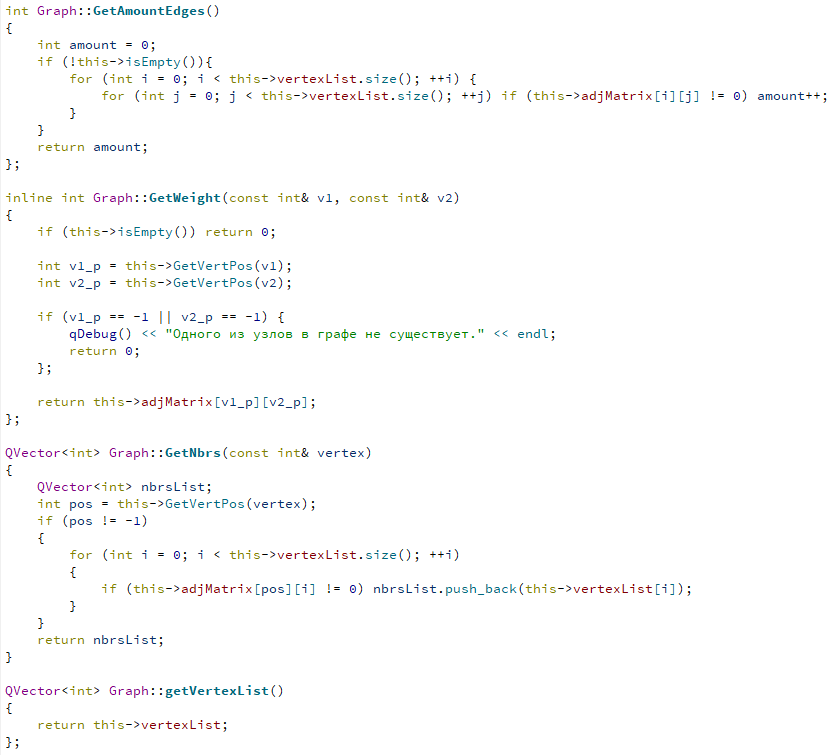 int Graph::GetAmountEdges()
{
    int amount = 0;
    if (!this->isEmpty()){
        for (int i = 0; i < this->vertexList.size(); ++i) {
            for (int j = 0; j < this->vertexList.size(); ++j) if (this->adjMatrix[i][j] != 0) amount++;
        }
    }
    return amount;
};

inline int Graph::GetWeight(const int& v1, const int& v2)
{
    if (this->isEmpty()) return 0;

    int v1_p = this->GetVertPos(v1);
    int v2_p = this->GetVertPos(v2);

    if (v1_p == -1 || v2_p == -1) {
        qDebug() << "Одного из узлов в графе не существует." << endl;
        return 0;
    };

    return this->adjMatrix[v1_p][v2_p];
};

QVector<int> Graph::GetNbrs(const int& vertex)
{
    QVector<int> nbrsList;
    int pos = this->GetVertPos(vertex);
    if (pos != -1)
    {
        for (int i = 0; i < this->vertexList.size(); ++i)
        {
            if (this->adjMatrix[pos][i] != 0) nbrsList.push_back(this->vertexList[i]);
        }
    }
    return nbrsList;
}

QVector<int> Graph::getVertexList()
{
    return this->vertexList;
};